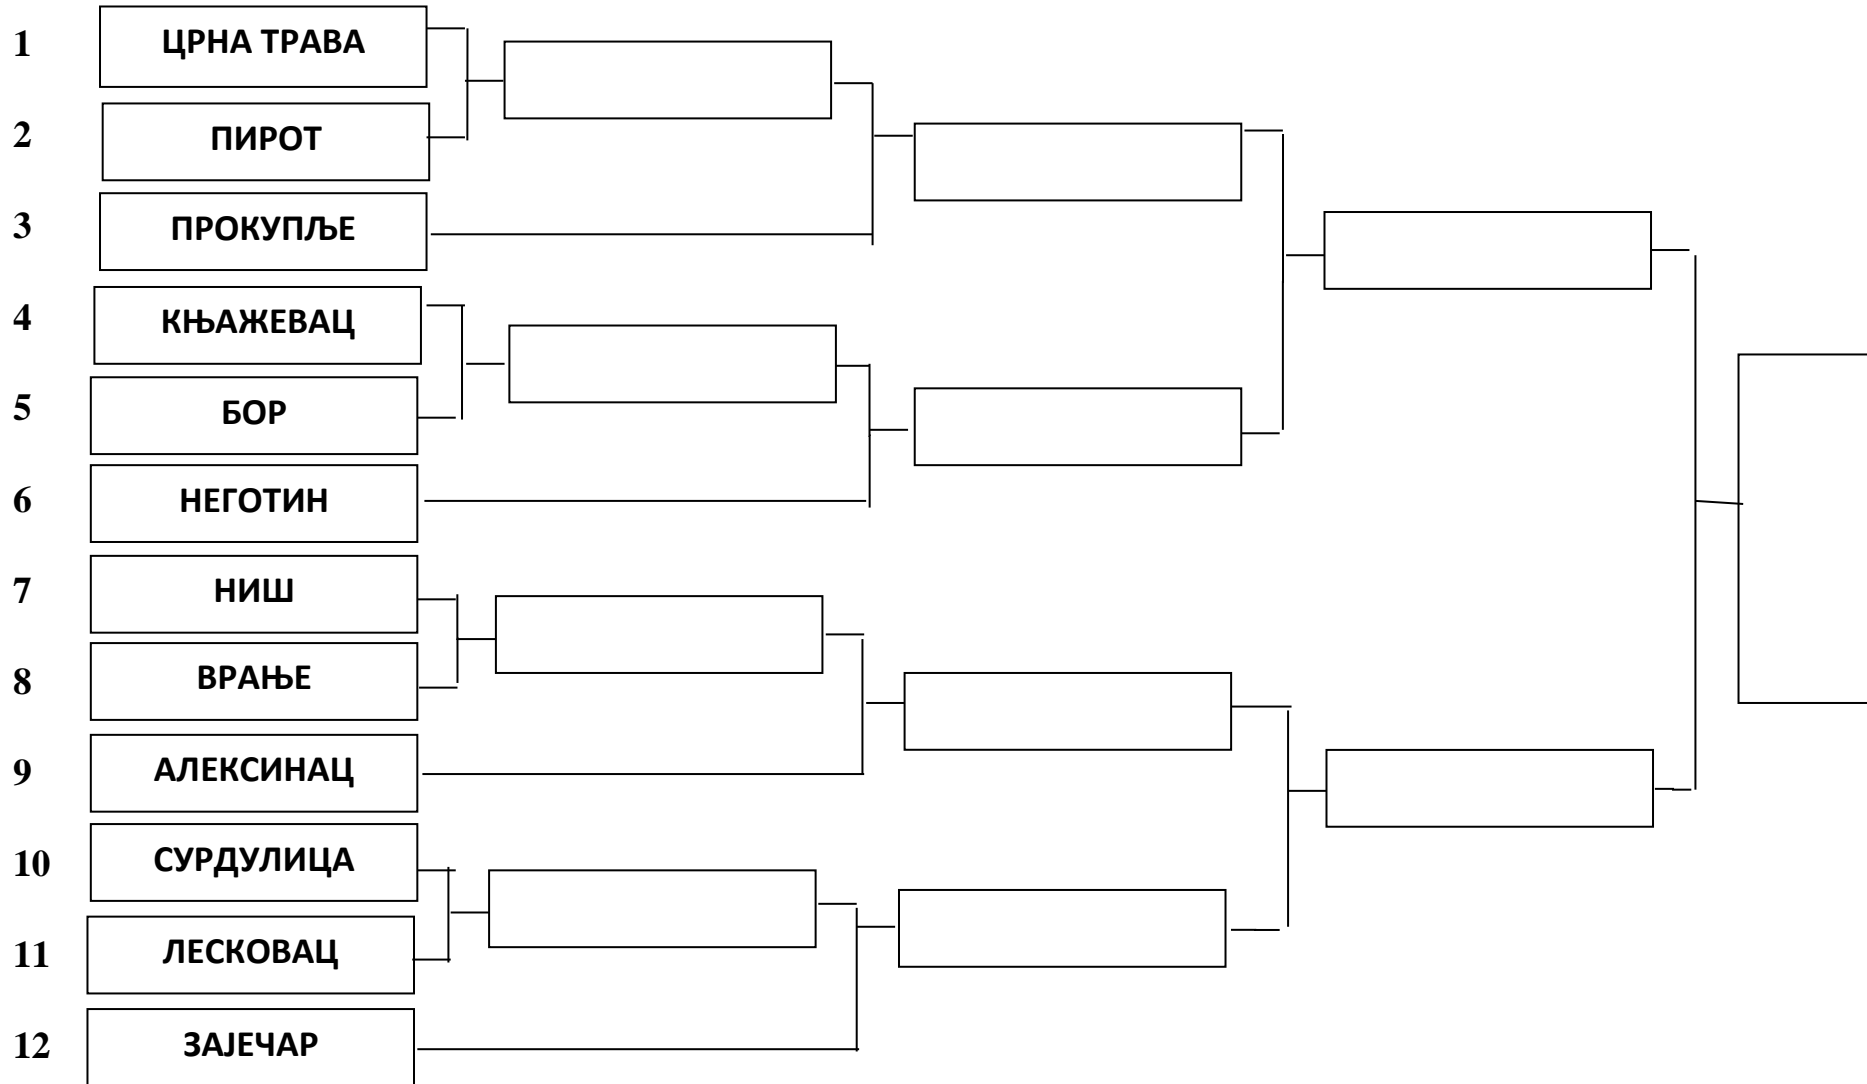 1 ЦРНА ТРАВА
2 ПИРОТ
3 ПРОКУПЉЕ
4 КЊАЖЕВАЦ
5 БОР
6 НЕГОТИН
7 НИШ
8 ВРАЊЕ
9 АЛЕКСИНАЦ
10 СУРДУЛИЦА
11 ЛЕСКОВАЦ
12 ЗАЈЕЧАР